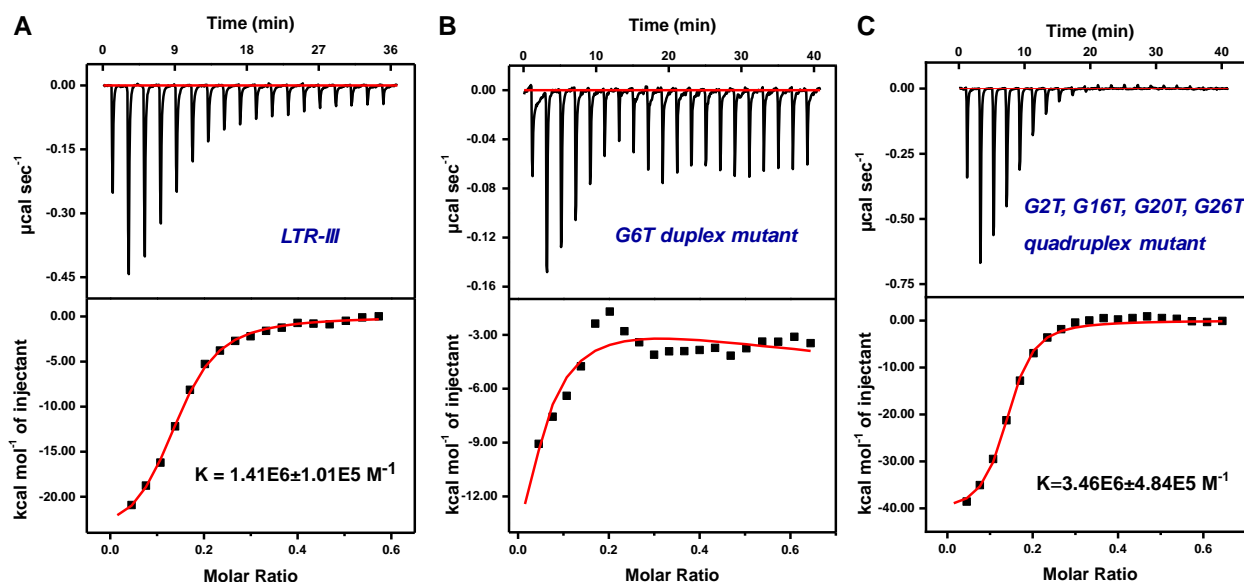 A
Time (min)
0 9 18 27 36
0.00
-0.15
-0.30
-0.45
µcal sec⁻¹
LTR-III
0.00
-5.00
-10.00
-15.00
-20.00
kcal mol⁻¹ of injectant
K = 1.41E6±1.01E5 M⁻¹
0.0 0.2 0.4 0.6
Molar Ratio
B
Time (min)
0 10 20 30 40
0.00
-0.04
-0.08
-0.12
-0.16
µcal sec⁻¹
G6T duplex mutant
-3.00
-6.00
-9.00
-12.00
kcal mol⁻¹ of injectant
0.0 0.2 0.4 0.6
Molar Ratio
C
Time (min)
0 10 20 30 40
0.00
-0.25
-0.50
-0.75
µcal sec⁻¹
G2T, G16T, G20T, G26T
quadruplex mutant
0.00
-10.00
-20.00
-30.00
-40.00
kcal mol⁻¹ of injectant
K=3.46E6±4.84E5 M⁻¹
0.0 0.2 0.4 0.6
Molar Ratio